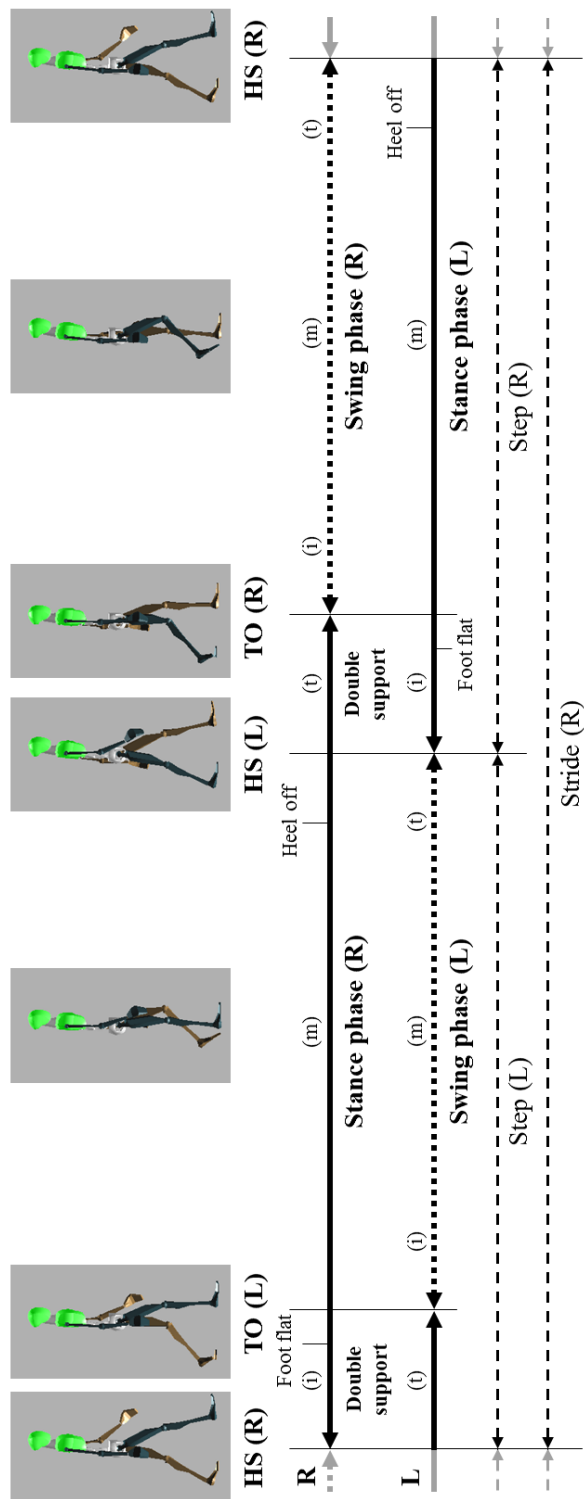 HS (R) TO (L) HS (L) TO (R) HS (R)
Foot flat Heel off
R (i) (m) (t) (i) (m) (t)
Double support Stance phase (R) Double support Swing phase (R)
L (t) (i) (m) (t) (i) (m) Heel off
Swing phase (L) Foot flat Stance phase (L)
Step (L) Step (R)
Stride (R)